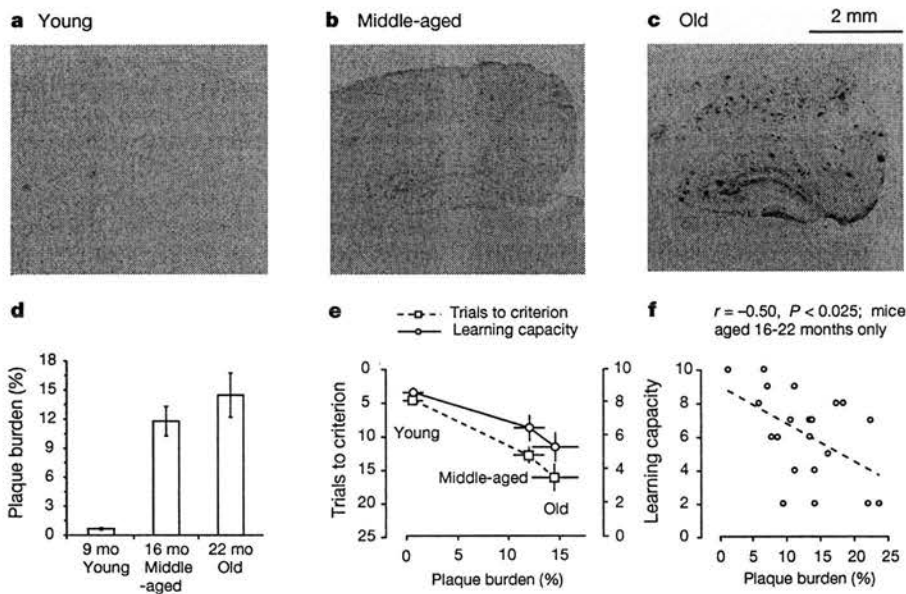 a Young
b Middle-aged
c Old
2 mm
d
Plaque burden (%)
18
15
12
9
6
3
0
9 mo 16 mo 22 mo
Young Middle Old
-aged
e
Trials to criterion
Learning capacity
Trials to criterion
0
5
10
15
20
25
10
8
6
4
2
0
Young
Middle-aged
Old
0 5 10 15
Plaque burden (%)
f
r = –0.50, P < 0.025; mice
aged 16-22 months only
Learning capacity
10
8
6
4
2
0
0 5 10 15 20 25
Plaque burden (%)